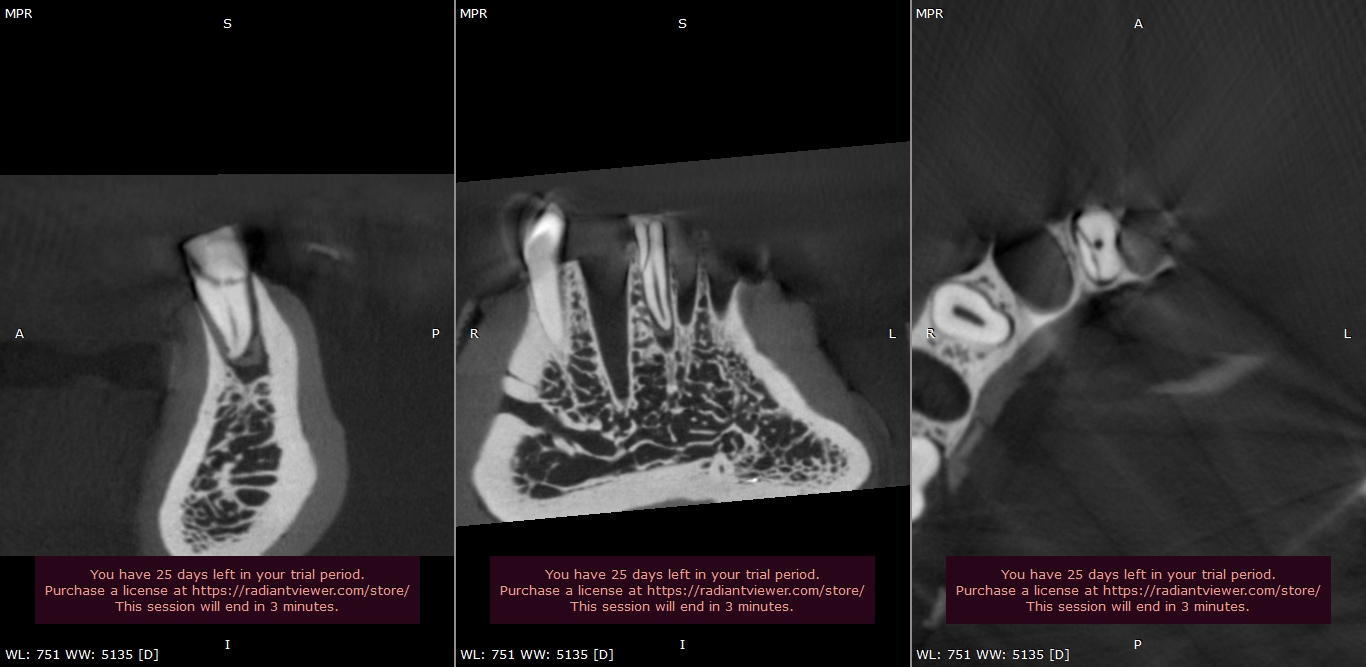 MPR
S
A
P
You have 25 days left in your trial period.
Purchase a license at https://radiantviewer.com/store/
This session will end in 3 minutes.
I
WL: 751 WW: 5135 [D]
MPR
S
R
L
You have 25 days left in your trial period.
Purchase a license at https://radiantviewer.com/store/
This session will end in 3 minutes.
I
WL: 751 WW: 5135 [D]
A
R
L
You have 25 days left in your trial period.
Purchase a license at https://radiantviewer.com/store/
This session will end in 3 minutes.
P
WL: 751 WW: 5135 [D]
MPR